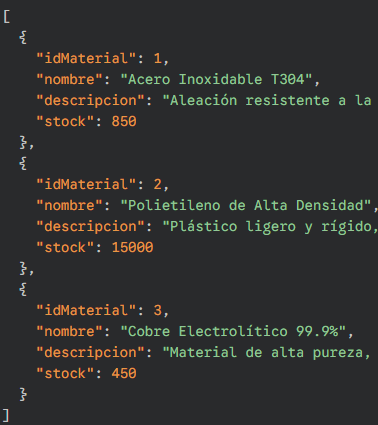 [
  {
    "idMaterial": 1,
    "nombre": "Acero Inoxidable T304",
    "descripcion": "Aleación resistente a la
    "stock": 850
  },
  {
    "idMaterial": 2,
    "nombre": "Polietileno de Alta Densidad",
    "descripcion": "Plástico ligero y rígido,
    "stock": 15000
  },
  {
    "idMaterial": 3,
    "nombre": "Cobre Electrolítico 99.9%",
    "descripcion": "Material de alta pureza,
    "stock": 450
  }
]